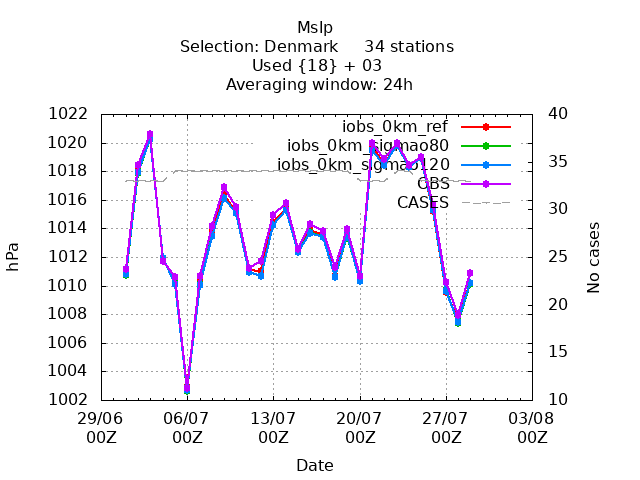 Mslp
Selection: Denmark     34 stations
Used {18} + 03
Averaging window: 24h
1022
1020
1018
1016
1014
1012
1010
1008
1006
1004
1002
hPa
40
35
30
25
20
15
10
No cases
iobs_0km_ref
iobs_0km_sigmao80
iobs_0km_sigmao120
OBS
CASES
29/06 06/07 13/07 20/07 27/07 03/08
00Z 00Z 00Z 00Z 00Z 00Z
Date